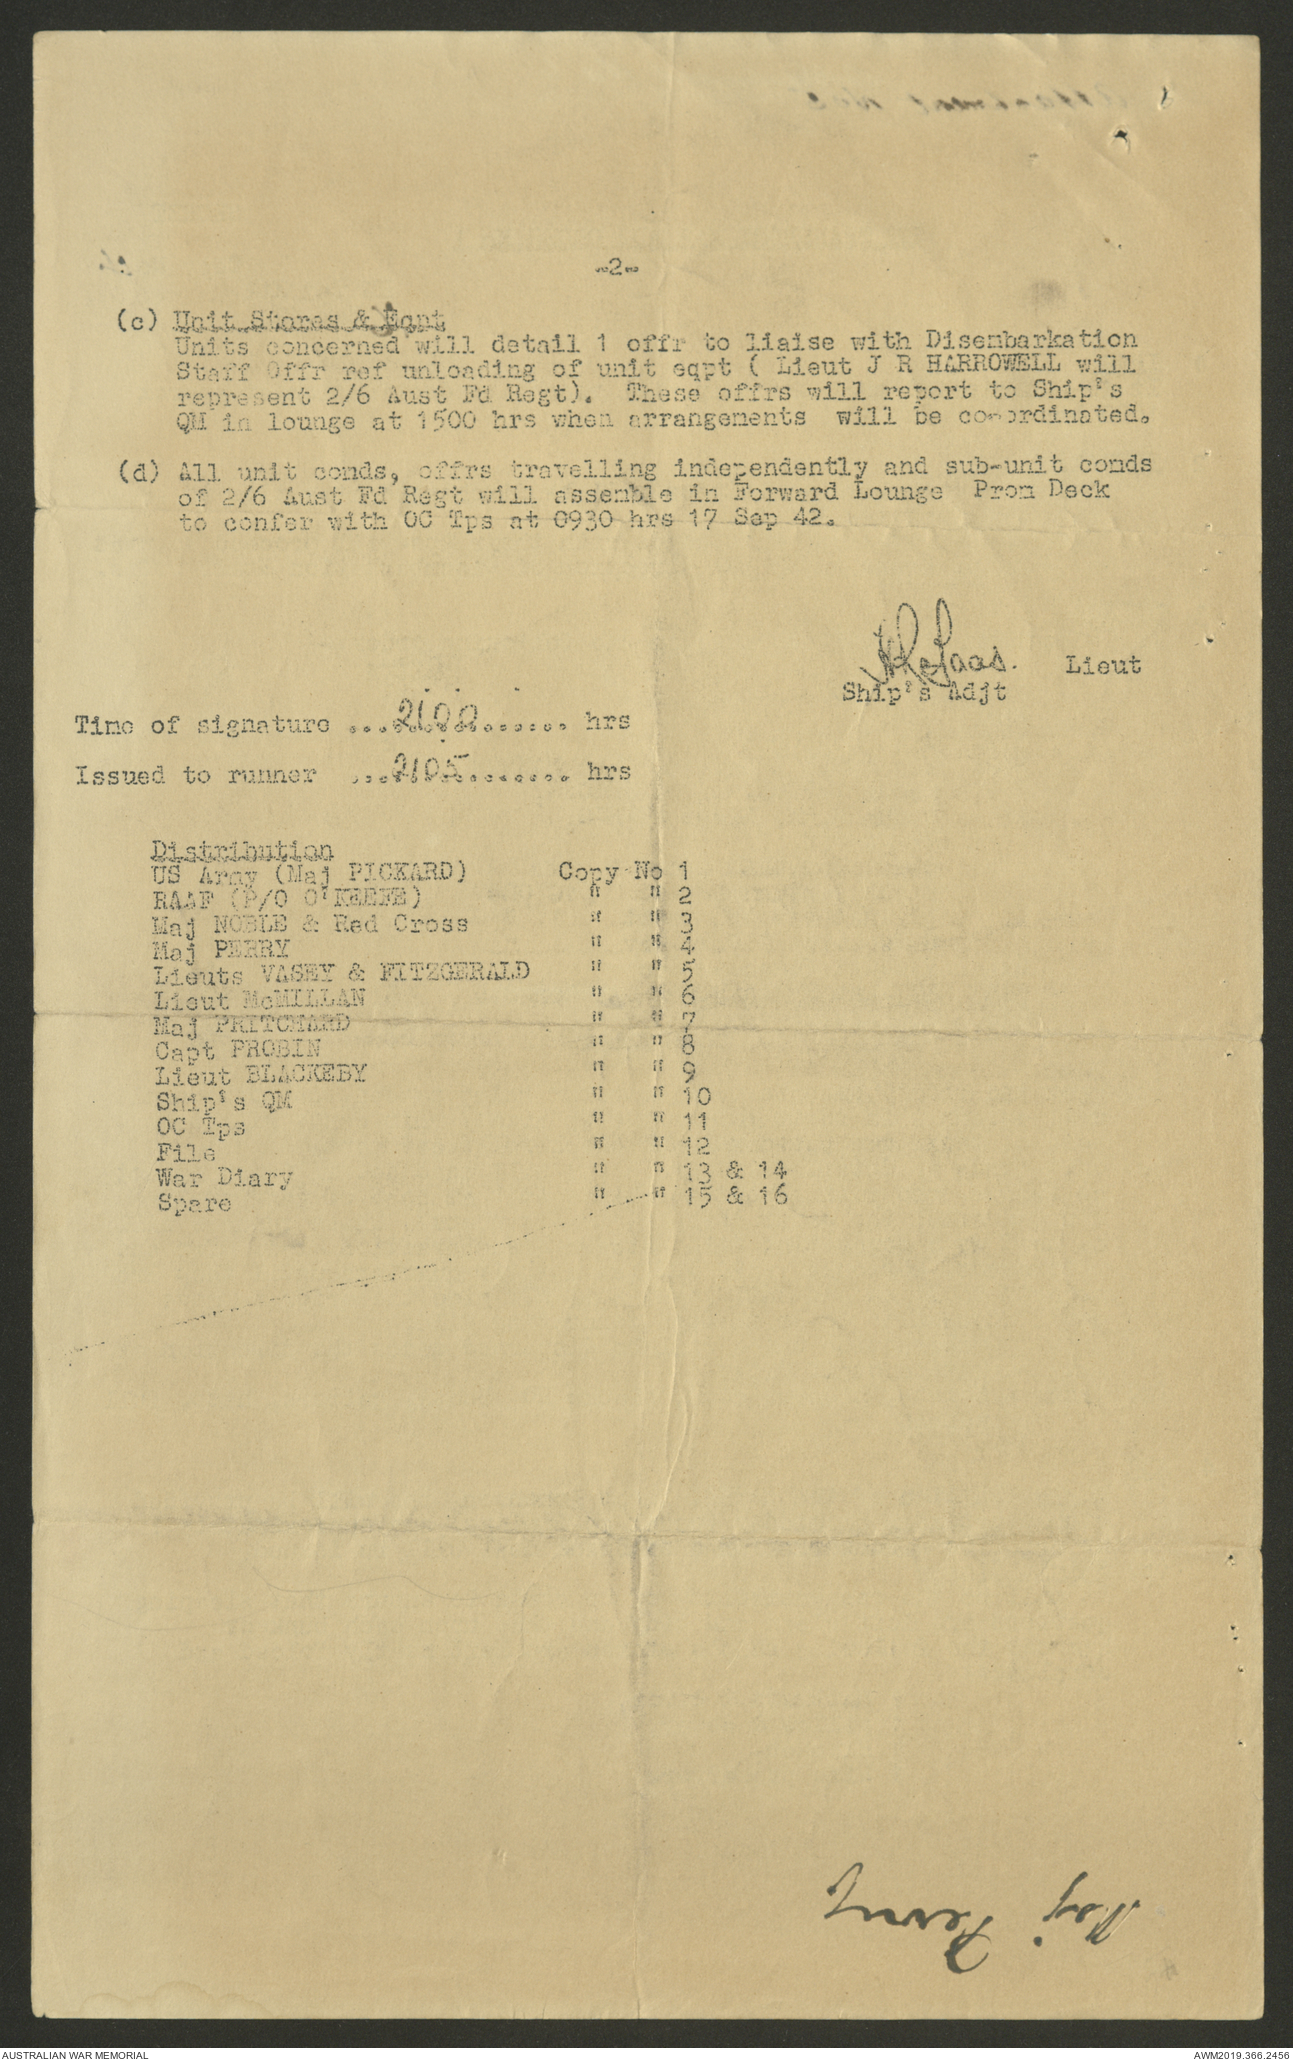 -2-
(c) Unit Stores & Eqpt
Units concerned will detail 1 offr to liaise with Disembarkation
Staff Offr ref unloading of unit eqpt ( Lieut J R HARROWELL will
represent 2/6 Aust Fd Regt). These offrs will report to Ship's
QM in lounge at 1500 hrs when arrangements will be co-ordinated.
(d) All unit comds, offrs travelling independently and sub-unit comds
of 2/6 Aust Fd Regt will assemble in Forward Lounge Prom Deck
to confer with OC Tps at 0930 hrs 17 Sep 42.
Lieut
Ship's Adjt
Time of signature ...2100...... hrs
Issued to runner ...2105........ hrs
Distribution
US Army (Maj PICKARD) Copy No 1
RAAF (P/O O'KEEFE) " " 2
Maj NOBLE & Red Cross " " 3
Maj PERRY " " 4
Lieuts VASEY & FITZGERALD " " 5
Lieut McMILLAN " " 6
Maj PRITCHARD " " 7
Capt PROBIN " " 8
Lieut BLACKEBY " " 9
Ship's QM " " 10
OC Tps " " 11
File " " 12
War Diary " " 13 & 14
Spare " " 15 & 16
Maj Perry
AUSTRALIAN WAR MEMORIAL
AWM2019.366.2456